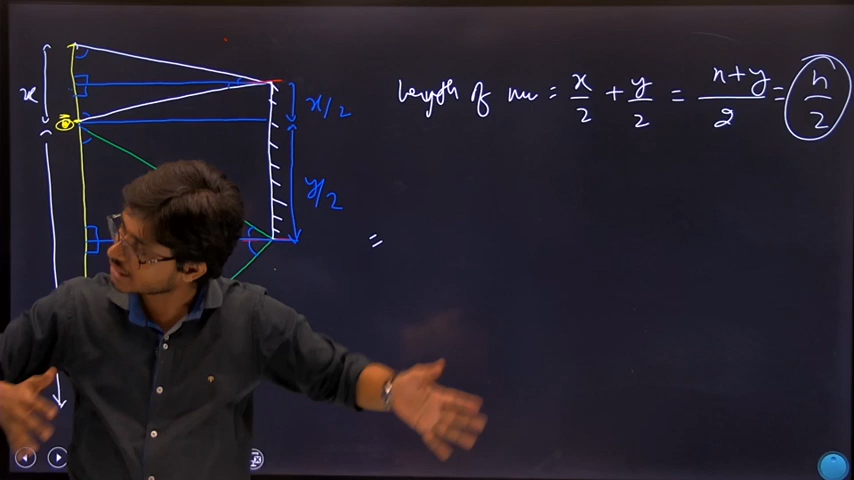 x
x/2
y/2
Length of mu = x/2 + y/2 = n+y/2 = n/2
=